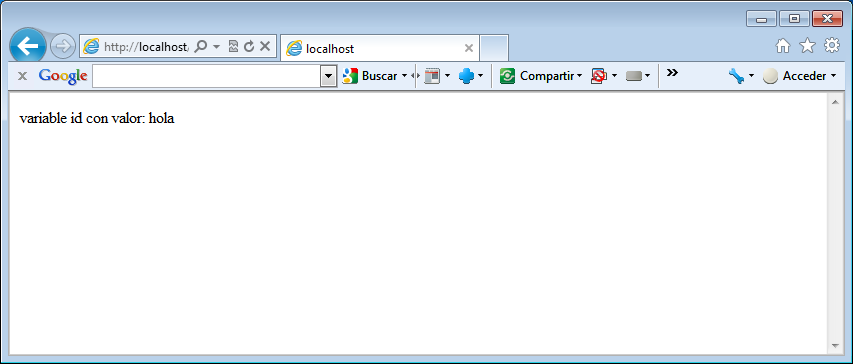 http://localhost/
localhost
Google
Buscar
Compartir
Acceder
variable id con valor: hola